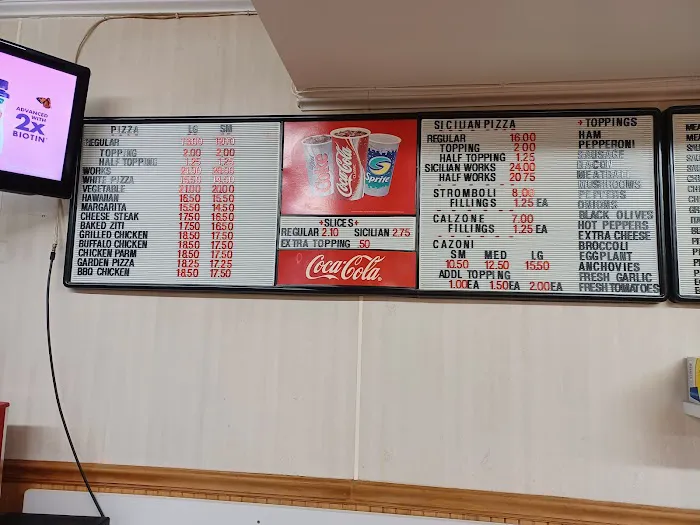 ADVANCED
WITH
2X
BIOTIN
PIZZA LG SM
REGULAR
TOPPING 2.00 2.00
HALF TOPPING 1.25
WORKS
WHITE PIZZA
VEGETABLE 21.00 20.00
HAWAIIAN 16.50 15.50
MARGARITA 15.50 14.50
CHEESE STEAK 17.50 16.50
BAKED ZITI 17.50 16.50
GRILLED CHICKEN 18.50 17.50
BUFFALO CHICKEN 18.50 17.50
CHICKEN PARM 18.50 17.50
GARDEN PIZZA 18.25 17.25
BBQ CHICKEN 18.50 17.50
Coca-Cola
Sprite
+SLICES+
REGULAR 2.10 SICILIAN 2.75
EXTRA TOPPING .50
Coca-Cola
SICILIAN PIZZA
REGULAR 16.00
TOPPING 2.00
HALF TOPPING 1.25
SICILIAN WORKS 24.00
HALF WORKS 20.75
STROMBOLI 8.00
FILLINGS 1.25 EA
CALZONE 7.00
FILLINGS 1.25 EA
CAZONI
SM MED LG
10.50 12.50 15.50
ADDL TOPPING
1.00EA 1.50EA 2.00EA
+TOPPINGS
HAM
PEPPERONI
SAUSAGE
BACON
MEATBALL
MUSHROOMS
PEPPERS
ONIONS
BLACK OLIVES
HOT PEPPERS
EXTRA CHEESE
BROCCOLI
EGGPLANT
ANCHOVIES
FRESH GARLIC
FRESH TOMATOES